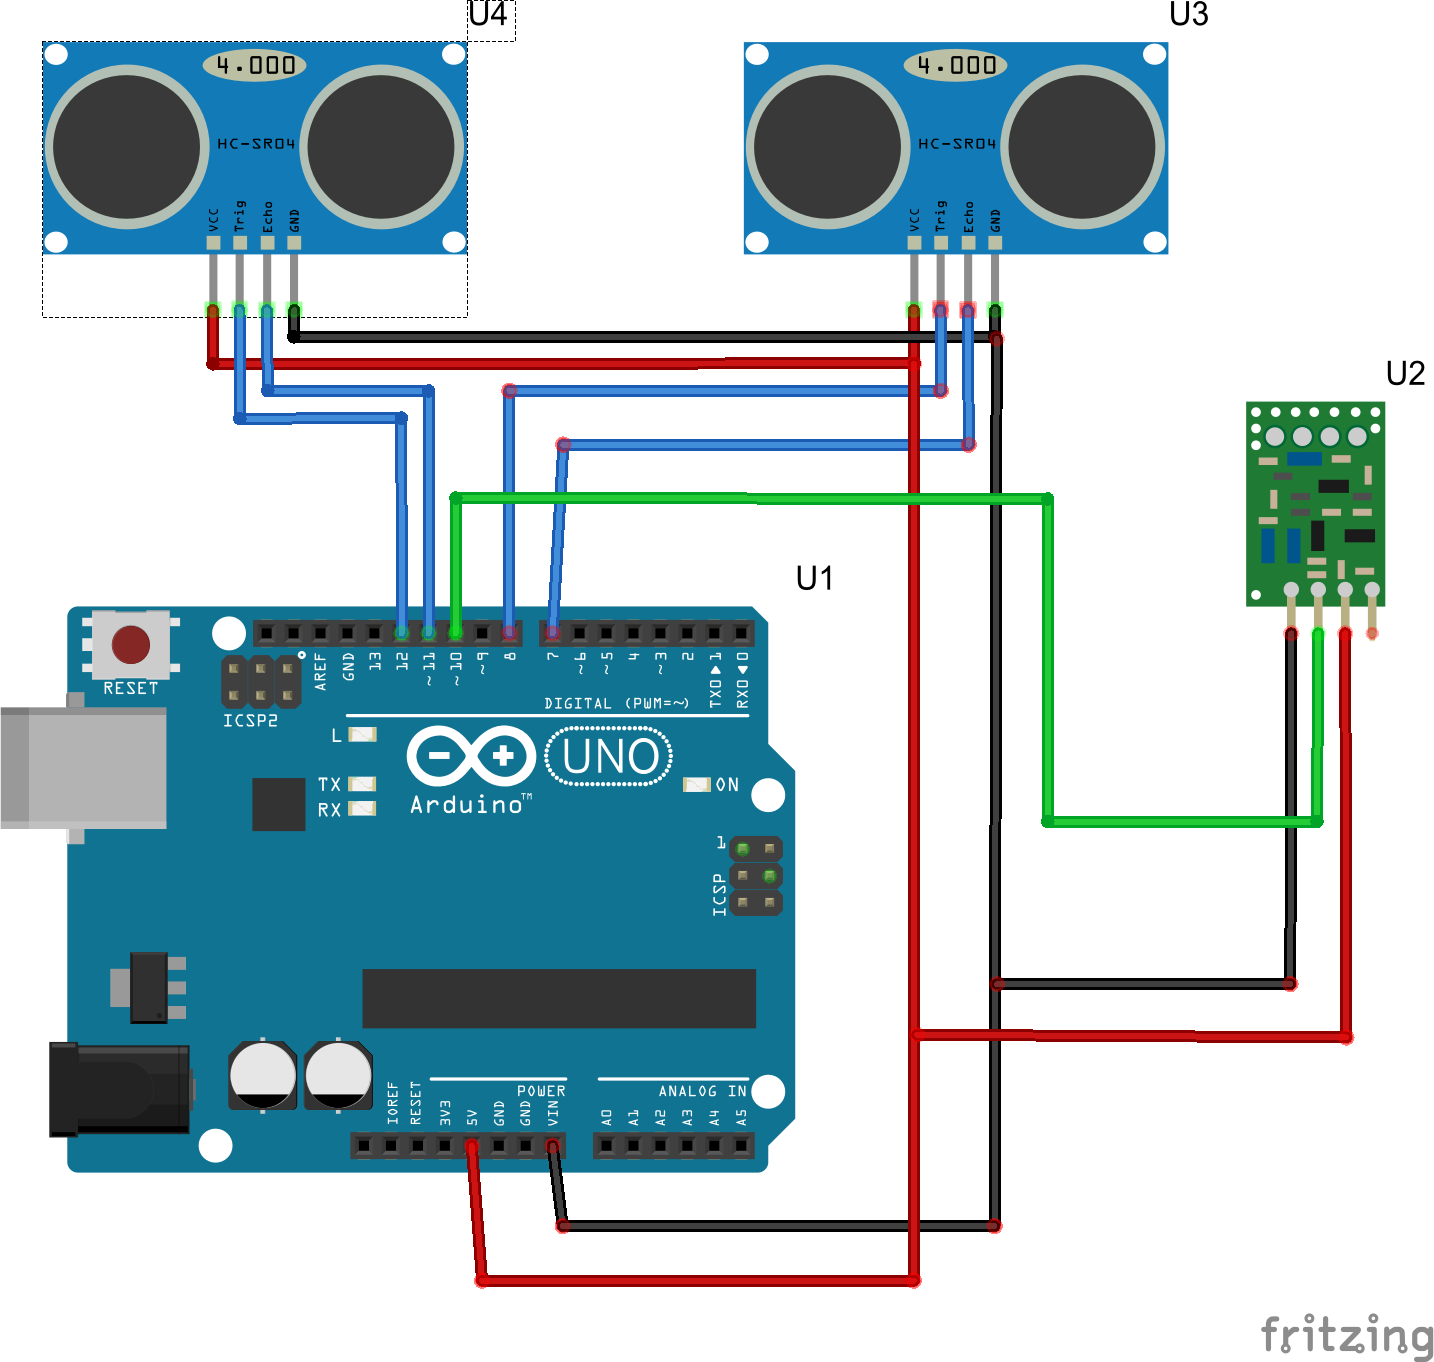 U4
U3
4.000
4.000
HC-SR04
HC-SR04
VCC
Trig
Echo
GND
VCC
Trig
Echo
GND
U2
U1
RESET
ICSP2
AREF
GND
13
12
~11
~10
~9
8
7
~6
~5
4
~3
2
TX0▶1
RX0◀0
DIGITAL (PWM=~)
L
TX
RX
UNO
Arduino™
ON
1
ICSP
IOREF
RESET
3V3
5V
GND
GND
VIN
POWER
ANALOG IN
A0
A1
A2
A3
A4
A5
fritzing